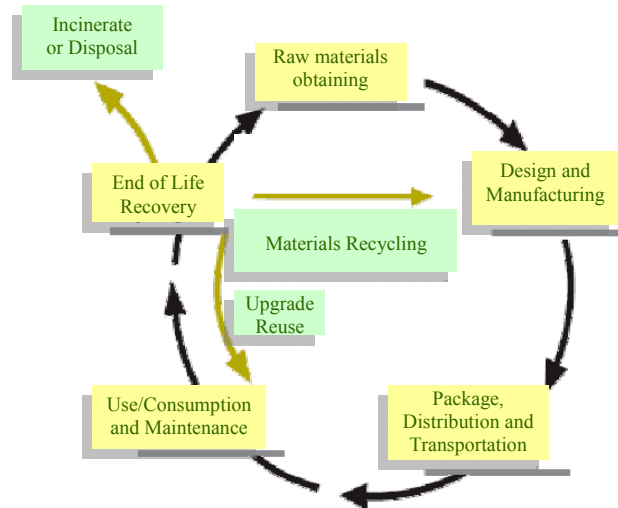 Incinerate
or Disposal
Raw materials
obtaining
End of Life
Recovery
Design and
Manufacturing
Materials Recycling
Upgrade
Reuse
Use/Consumption
and Maintenance
Package,
Distribution and
Transportation